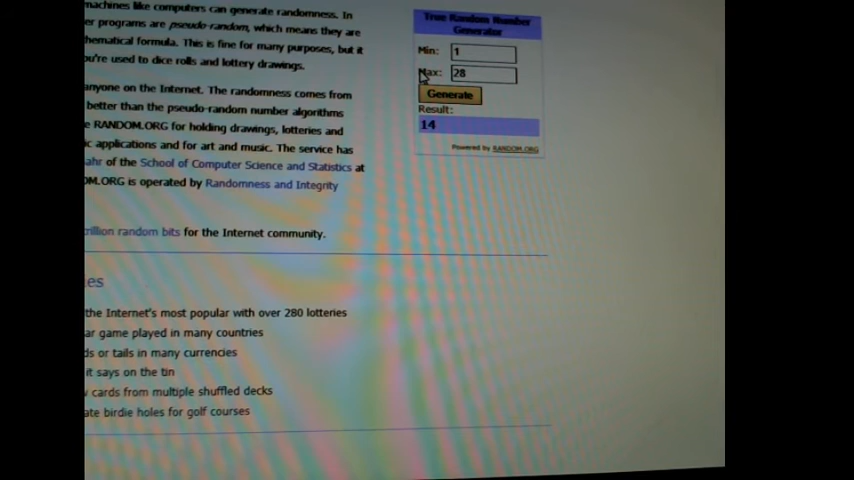 machines like computers can generate randomness. In
er programs are pseudo-random, which means they are
hematical formula. This is fine for many purposes, but it
ou're used to dice rolls and lottery drawings.
anyone on the Internet. The randomness comes from
better than the pseudo-random number algorithms
e RANDOM.ORG for holding drawings, lotteries and
ic applications and for art and music. The service has
ahr of the School of Computer Science and Statistics at
OM.ORG is operated by Randomness and Integrity
trillion random bits for the Internet community.
es
the Internet's most popular with over 280 lotteries
ar game played in many countries
ds or tails in many currencies
it says on the tin
w cards from multiple shuffled decks
ate birdie holes for golf courses
True Random Number
Generator
Min: 1
Max: 28
Generate
Result:
14
Powered by RANDOM.ORG